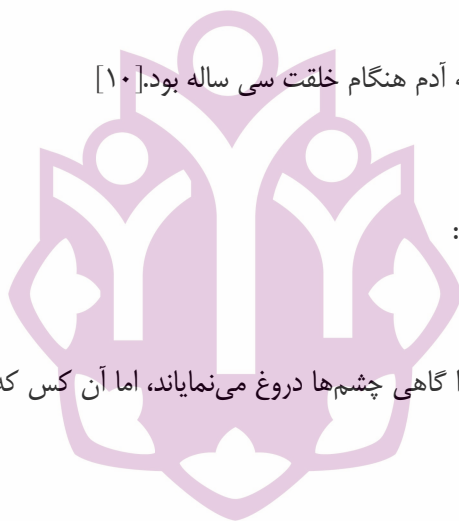 ه آدم هنگام خلقت سی ساله بود.[۱۰]
:
ا گاهی چشم‌ها دروغ می‌نمایاند، اما آن کس که